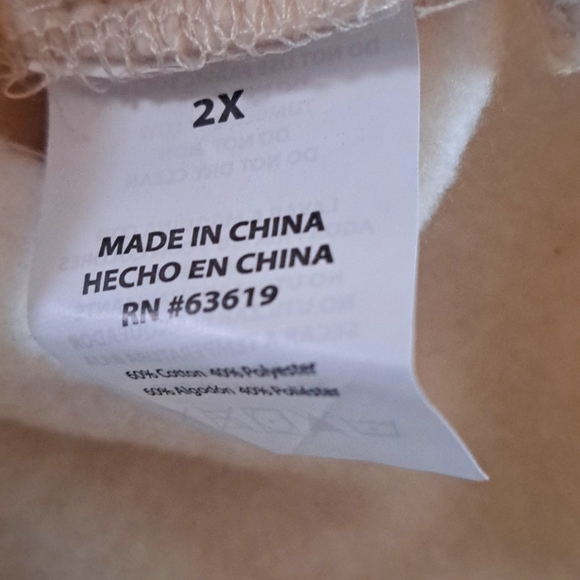 2X
MADE IN CHINA
HECHO EN CHINA
RN #63619
60% Cotton 40% Polyester
60% Algodón 40% Poliéster